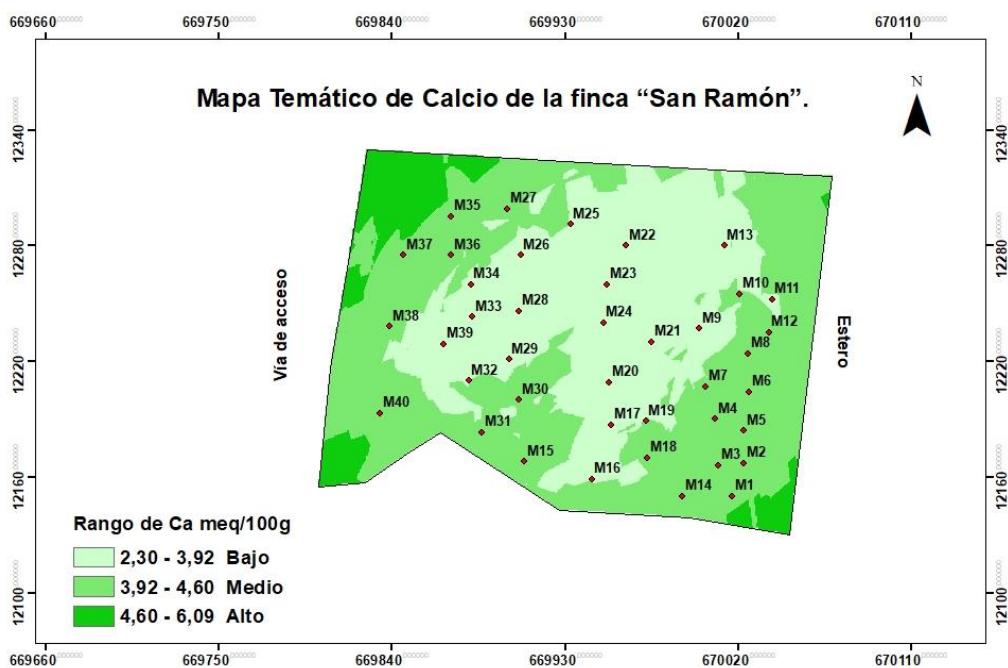 669660 669750 669840 669930 670020 670110
N
Mapa Temático de Calcio de la finca “San Ramón”.
12340 12340
M27
M35
M25
M37 M36 M26 M22 M13
12280 12280
M34 M23
M10 M11
M28
M38 M33 M24 M9 M12
Vía de acceso
Estero
M39 M21
M29 M8
12220 12220
M32 M20 M7 M6
M30
M40 M17 M19 M4
M31 M5
M15 M18 M3 M2
12160 12160
M16
M14 M1
Rango de Ca meq/100g
2,30 - 3,92 Bajo
3,92 - 4,60 Medio
4,60 - 6,09 Alto
12100 12100
669660 669750 669840 669930 670020 670110